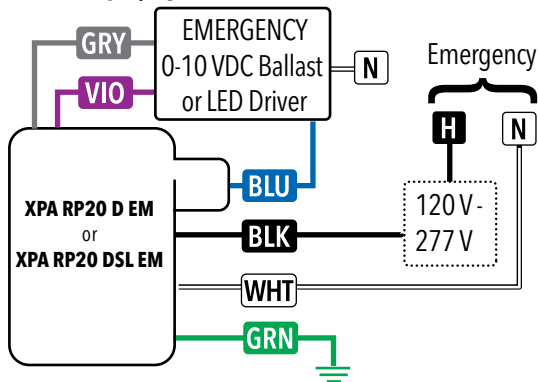 GRY
VIO
EMERGENCY
0-10 VDC Ballast
or LED Driver
N
Emergency
H
N
120 V -
277 V
XPA RP20 D EM
or
XPA RP20 DSL EM
BLU
BLK
WHT
GRN